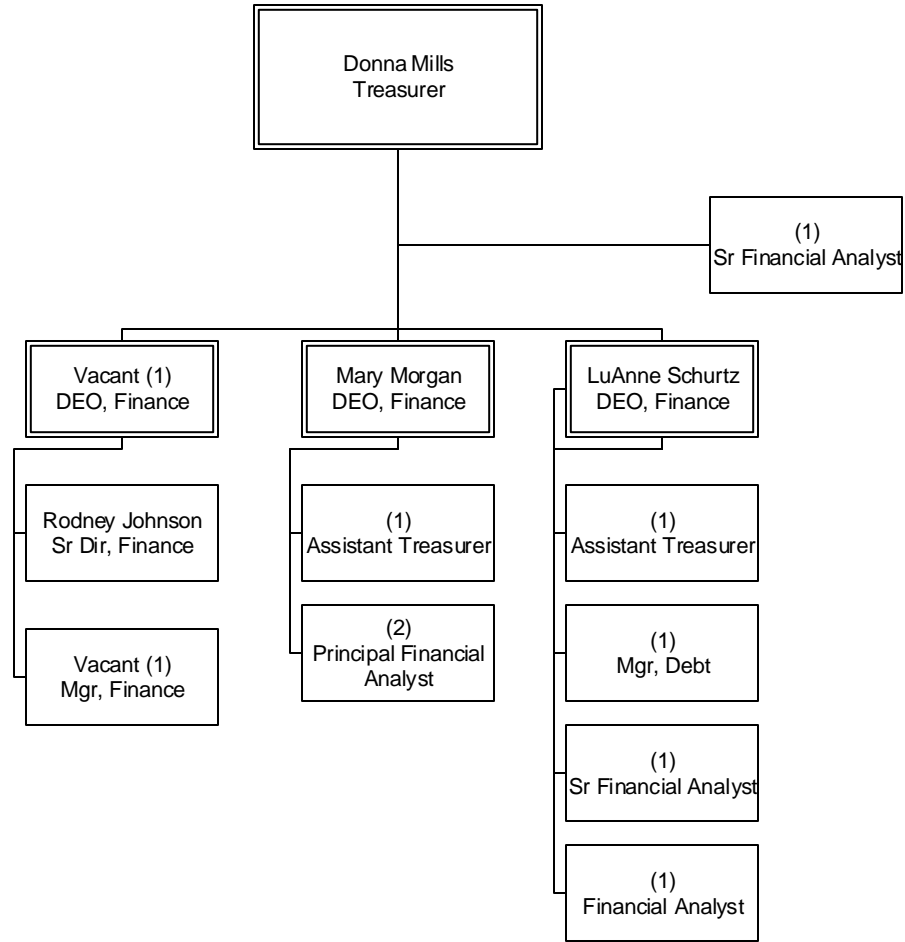 Donna Mills
Treasurer
(1)
Sr Financial Analyst
Vacant (1)
DEO, Finance
Mary Morgan
DEO, Finance
LuAnne Schurtz
DEO, Finance
Rodney Johnson
Sr Dir, Finance
(1)
Assistant Treasurer
(1)
Assistant Treasurer
Vacant (1)
Mgr, Finance
(2)
Principal Financial
Analyst
(1)
Mgr, Debt
(1)
Sr Financial Analyst
(1)
Financial Analyst